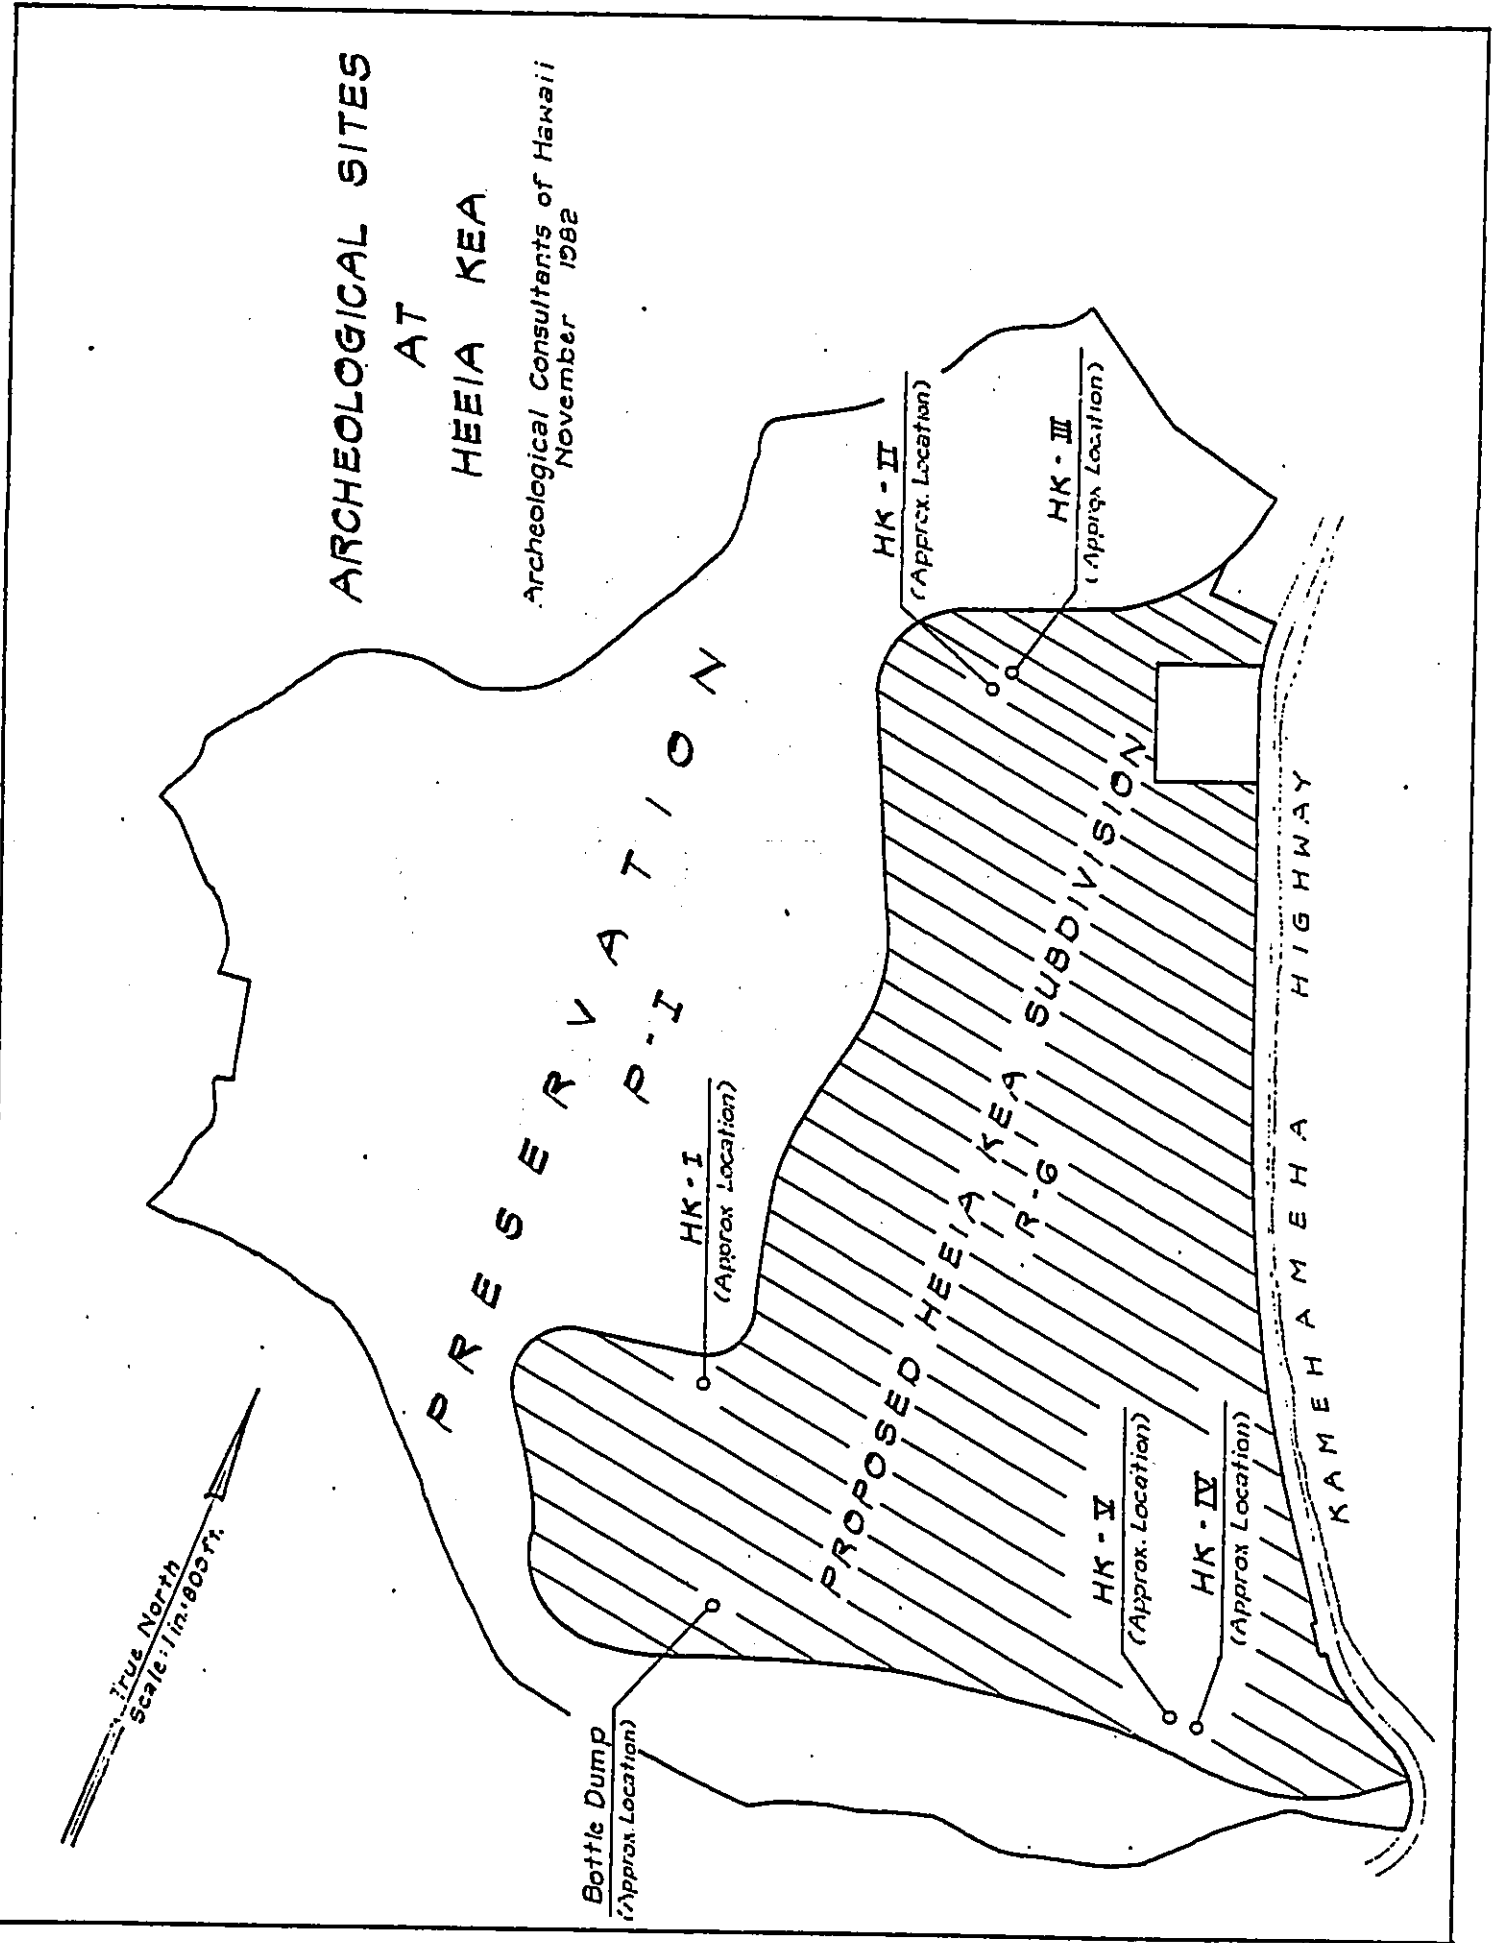 ARCHEOLOGICAL SITES
AT
HEEIA KEA
Archeological Consultants of Hawaii
November 1982
True North
Scale: 1 in. = 800 ft.
PRESERVATION
P-I
HK-I
(Approx Location)
HK-II
(Approx. Location)
HK-III
(Approx Location)
PROPOSED HEEIA KEA SUBDIVISION
R-6
Bottle Dump
(Approx. Location)
HK-V
(Approx. Location)
HK-IV
(Approx Location)
KAMEHAMEHA HIGHWAY